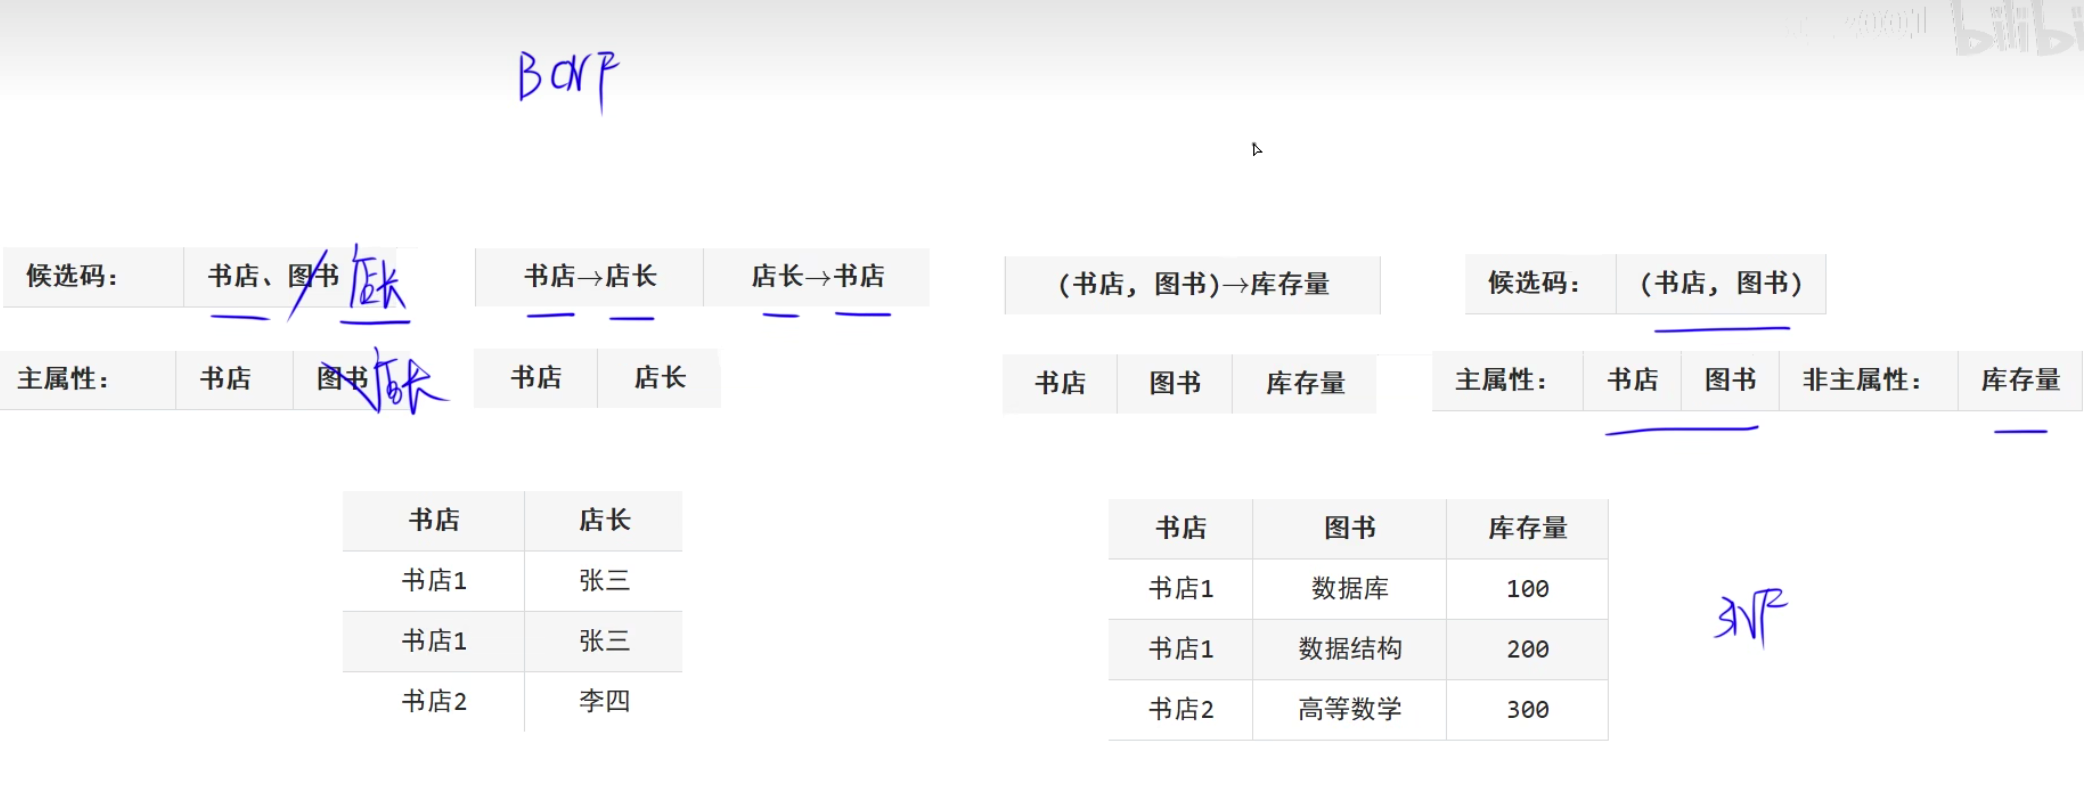 bilibi
BCNF
候选码： 书店、图书 店长 书店→店长 店长→书店 (书店，图书)→库存量 候选码： (书店，图书)
主属性： 书店 图书 店长 书店 店长 书店 图书 库存量 主属性： 书店 图书 非主属性： 库存量
书店 店长
书店1 张三
书店1 张三
书店2 李四
书店 图书 库存量
书店1 数据库 100
书店1 数据结构 200
书店2 高等数学 300
3NF